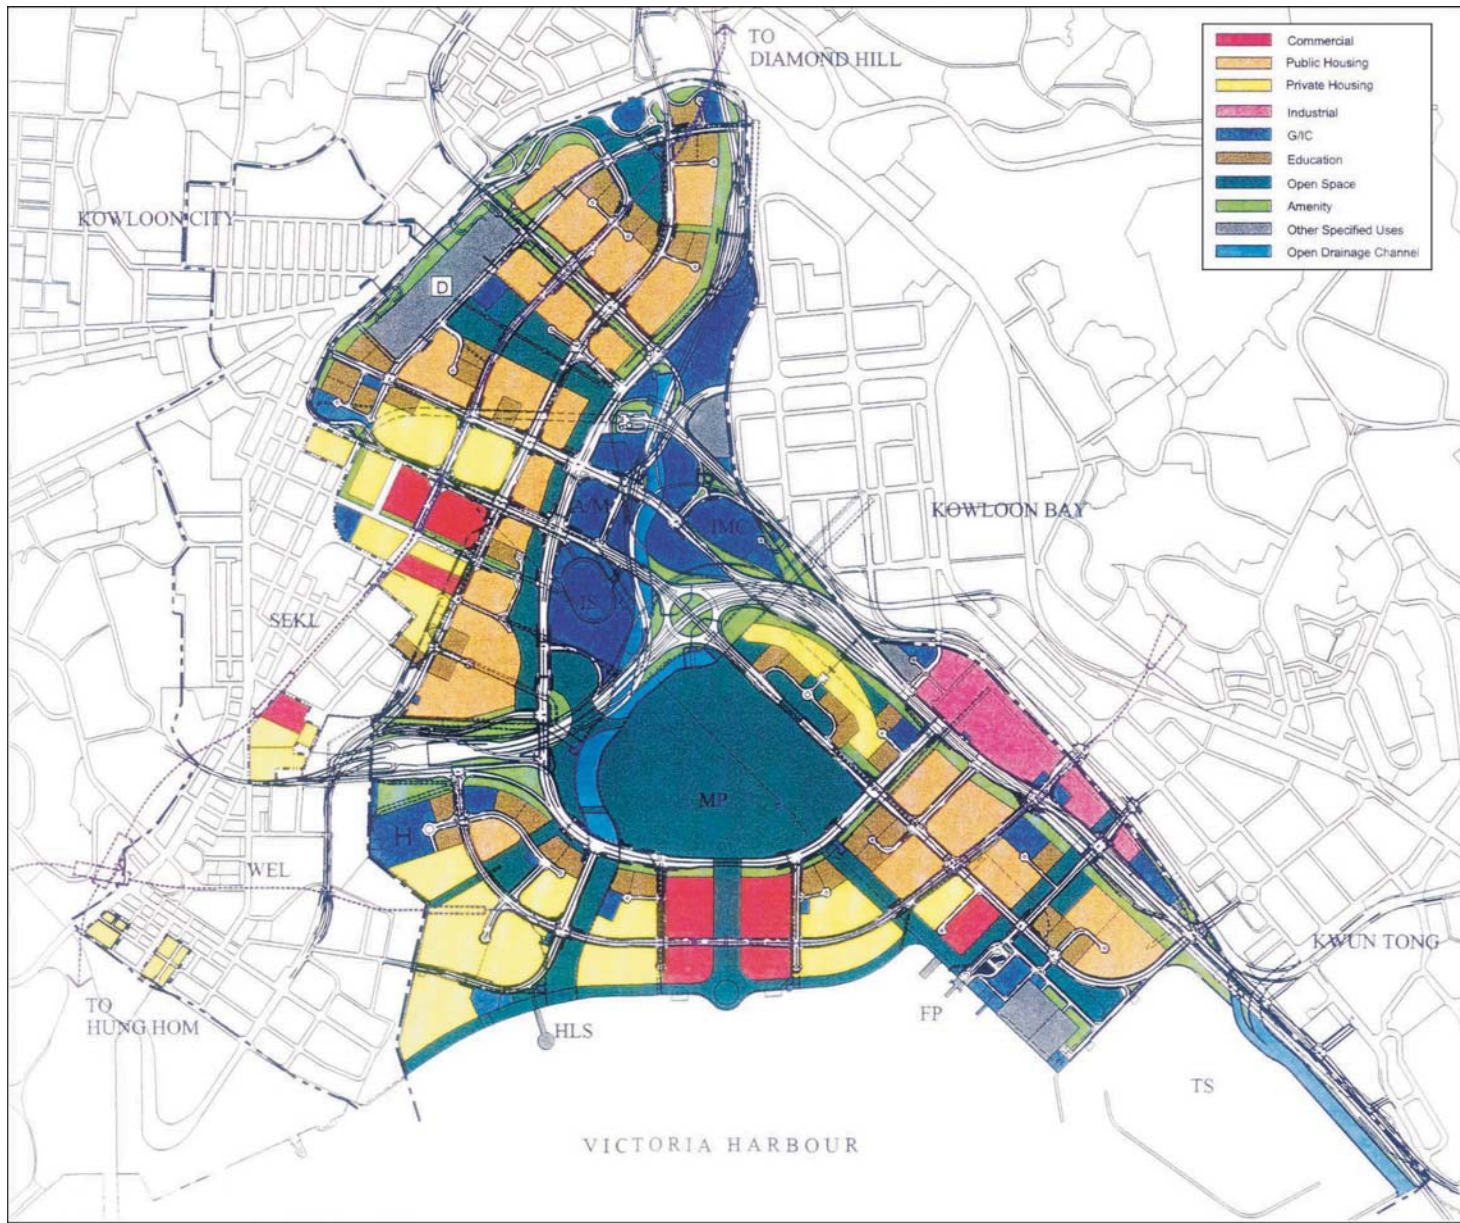 TO
DIAMOND HILL
Commercial
Public Housing
Private Housing
Industrial
G/IC
Education
Open Space
Amenity
Other Specified Uses
Open Drainage Channel
KOWLOON CITY
D
A/M
IMC
KOWLOON BAY
IS
SEKL
MP
H
WEL
KWUN TONG
TO
HUNG HOM
HLS
FP
TS
VICTORIA HARBOUR